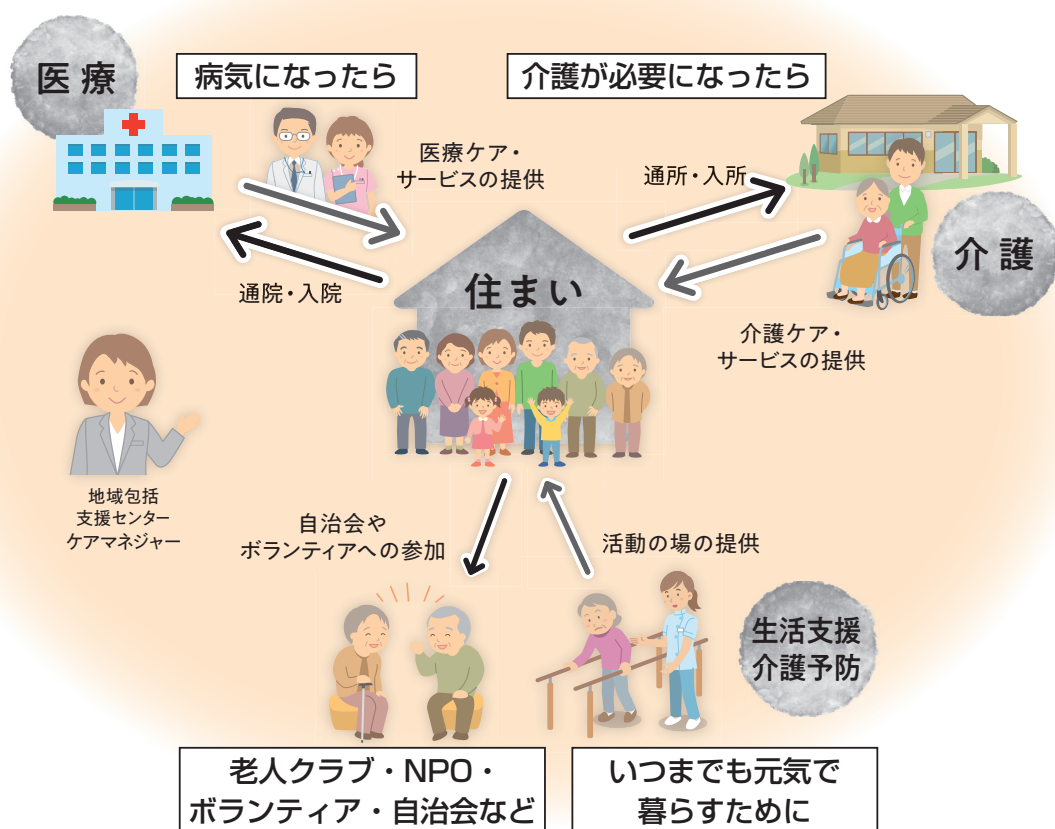 医療
病気になったら
介護が必要になったら
医療ケア・
サービスの提供
通所・入所
通院・入院
住まい
介護
介護ケア・
サービスの提供
地域包括
支援センター
ケアマネジャー
自治会や
ボランティアへの参加
活動の場の提供
生活支援
介護予防
老人クラブ・NPO・
ボランティア・自治会など
いつまでも元気で
暮らすために